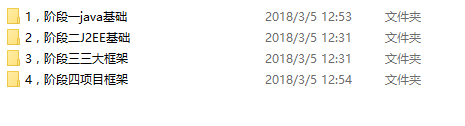 1，阶段一java基础 2018/3/5 12:53 文件夹
2，阶段二J2EE基础 2018/3/5 12:31 文件夹
3，阶段三三大框架 2018/3/5 12:31 文件夹
4，阶段四项目框架 2018/3/5 12:54 文件夹